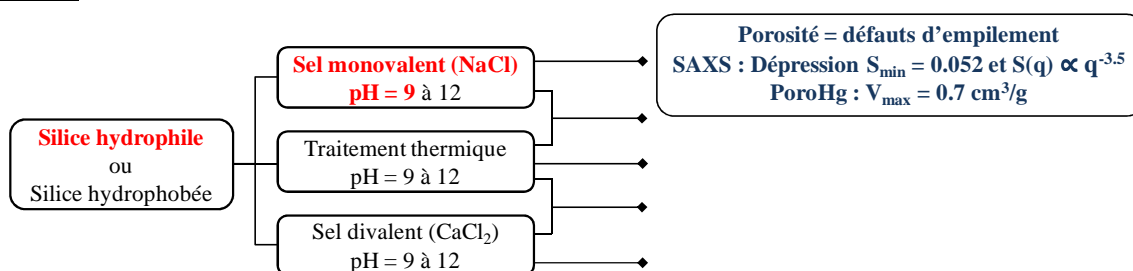 Porosité = défauts d'empilement
SAXS : Dépression Smin = 0.052 et S(q) ∝ q-3.5
PoroHg : Vmax = 0.7 cm3/g
Sel monovalent (NaCl)
pH = 9 à 12
Silice hydrophile
ou
Silice hydrophobée
Traitement thermique
pH = 9 à 12
Sel divalent (CaCl2)
pH = 9 à 12